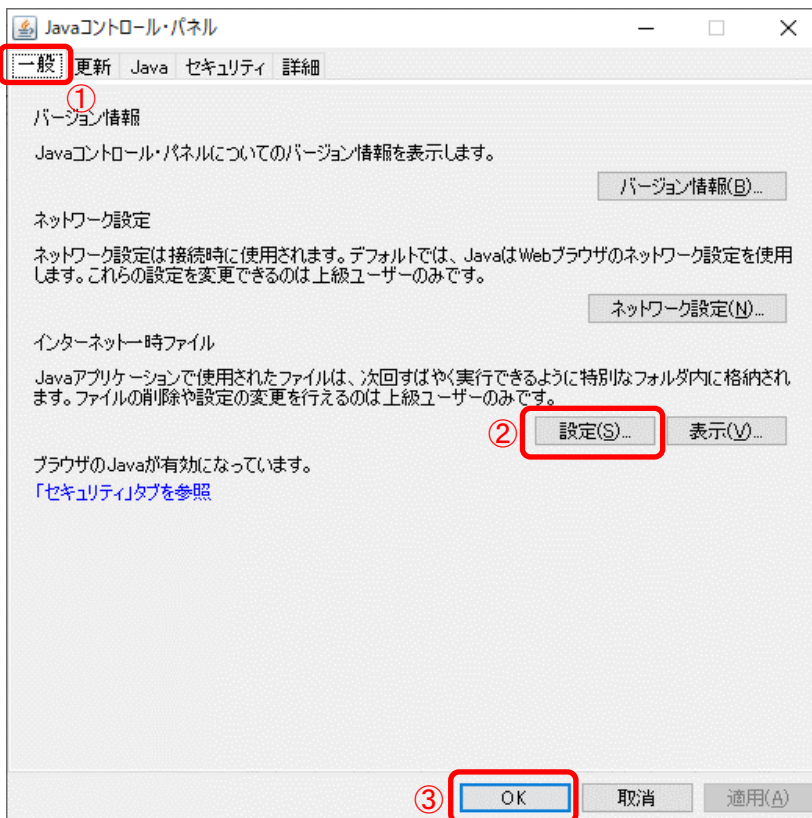 Javaコントロール・パネル
一般 更新 Java セキュリティ 詳細
①
バージョン情報
Javaコントロール・パネルについてのバージョン情報を表示します。
バージョン情報(B)...
ネットワーク設定
ネットワーク設定は接続時に使用されます。デフォルトでは、JavaはWebブラウザのネットワーク設定を使用
します。これらの設定を変更できるのは上級ユーザーのみです。
ネットワーク設定(N)...
インターネット一時ファイル
Javaアプリケーションで使用されたファイルは、次回すばやく実行できるように特別なフォルダ内に格納され
ます。ファイルの削除や設定の変更を行えるのは上級ユーザーのみです。
② 設定(S)... 表示(V)...
ブラウザのJavaが有効になっています。
「セキュリティ」タブを参照
③ OK 取消 適用(A)